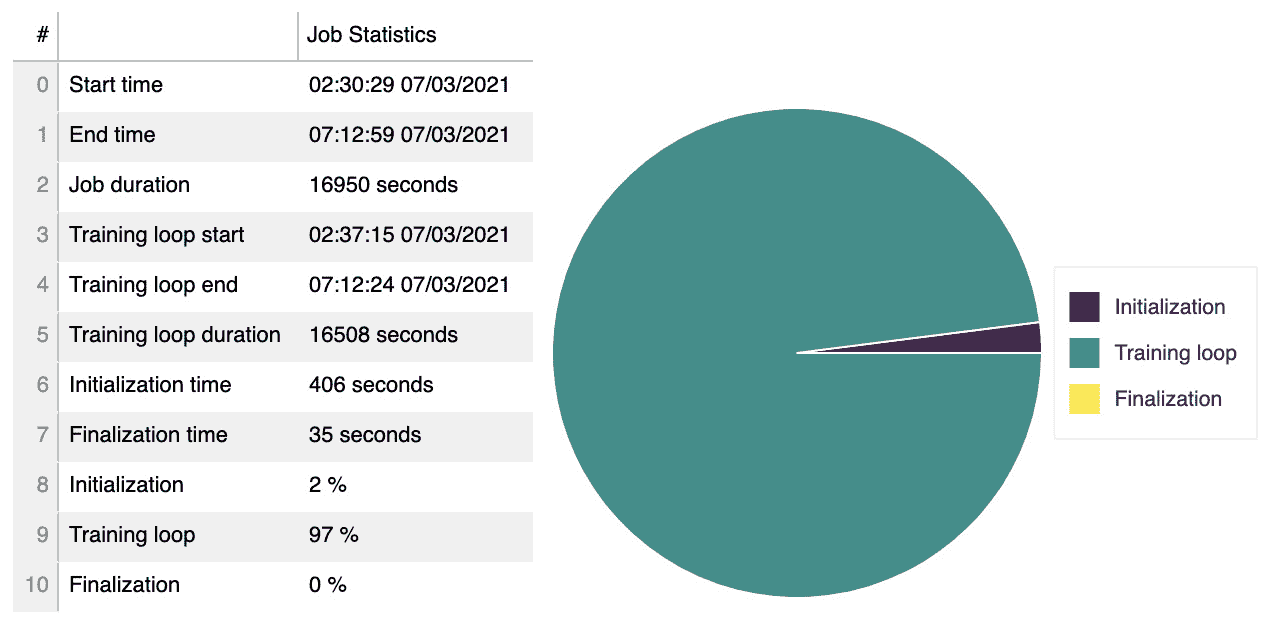 # Job Statistics
0 Start time 02:30:29 07/03/2021
1 End time 07:12:59 07/03/2021
2 Job duration 16950 seconds
3 Training loop start 02:37:15 07/03/2021
4 Training loop end 07:12:24 07/03/2021
5 Training loop duration 16508 seconds
6 Initialization time 406 seconds
7 Finalization time 35 seconds
8 Initialization 2 %
9 Training loop 97 %
10 Finalization 0 %
Initialization
Training loop
Finalization